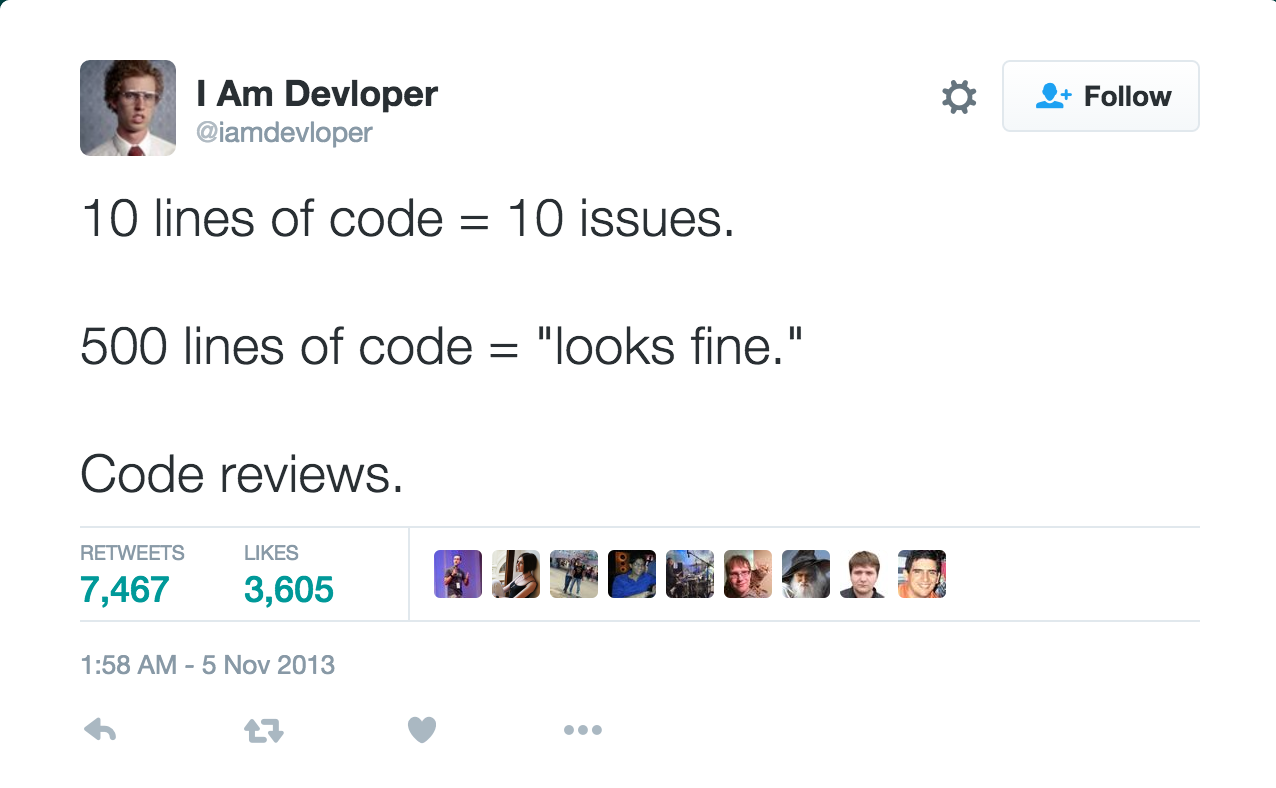 I Am Devloper
@iamdevloper
Follow
10 lines of code = 10 issues.
500 lines of code = "looks fine."
Code reviews.
RETWEETS LIKES
7,467 3,605
1:58 AM - 5 Nov 2013